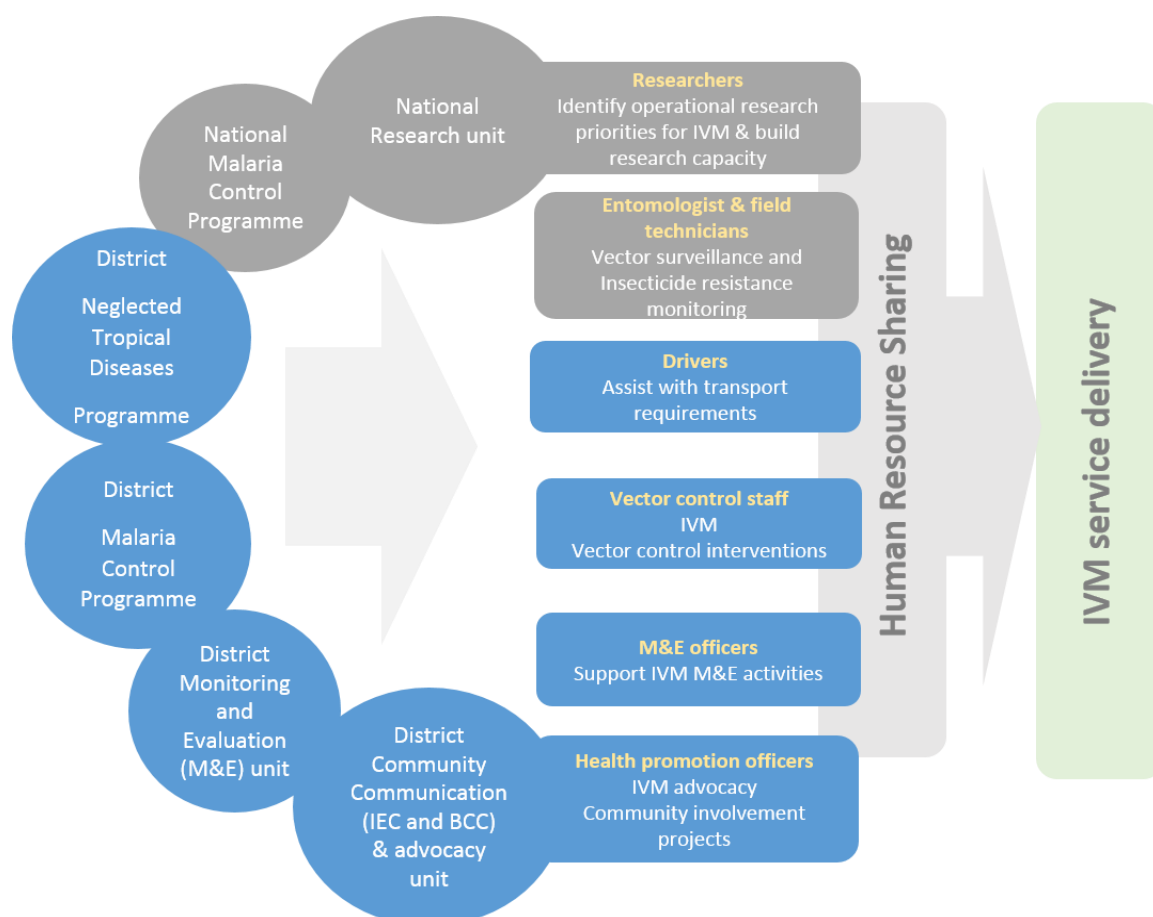 National
Research unit
National
Malaria
Control
Programme
District
Neglected
Tropical
Diseases
Programme
District
Malaria
Control
Programme
District
Monitoring
and
Evaluation
(M&E) unit
District
Community
Communication
(IEC and BCC)
& advocacy
unit
Researchers
Identify operational research
priorities for IVM & build
research capacity
Entomologist & field
technicians
Vector surveillance and
Insecticide resistance
monitoring
Drivers
Assist with transport
requirements
Vector control staff
IVM
Vector control interventions
M&E officers
Support IVM M&E activities
Health promotion officers
IVM advocacy
Community involvement
projects
Human Resource Sharing
IVM service delivery